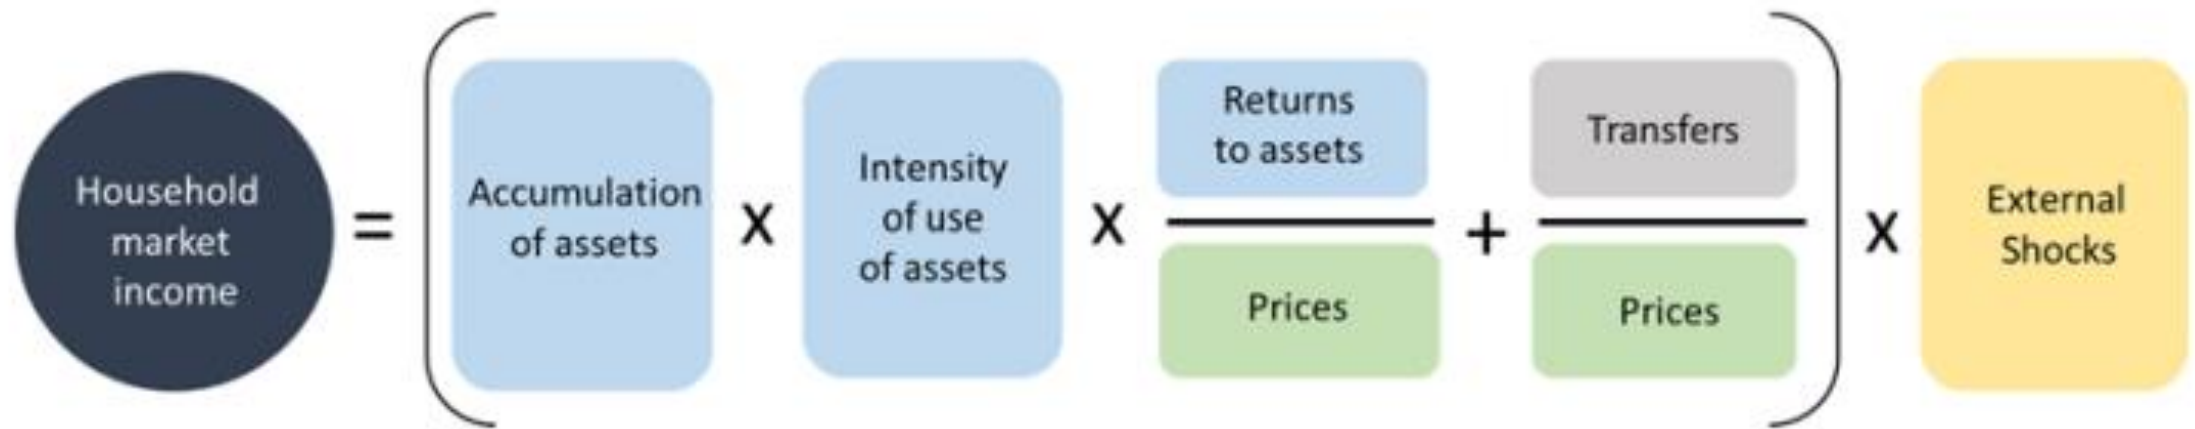 Household
market
income
=
Accumulation
of assets
X
Intensity
of use
of assets
X
Returns
to assets
Prices
+
Transfers
Prices
X
External
Shocks